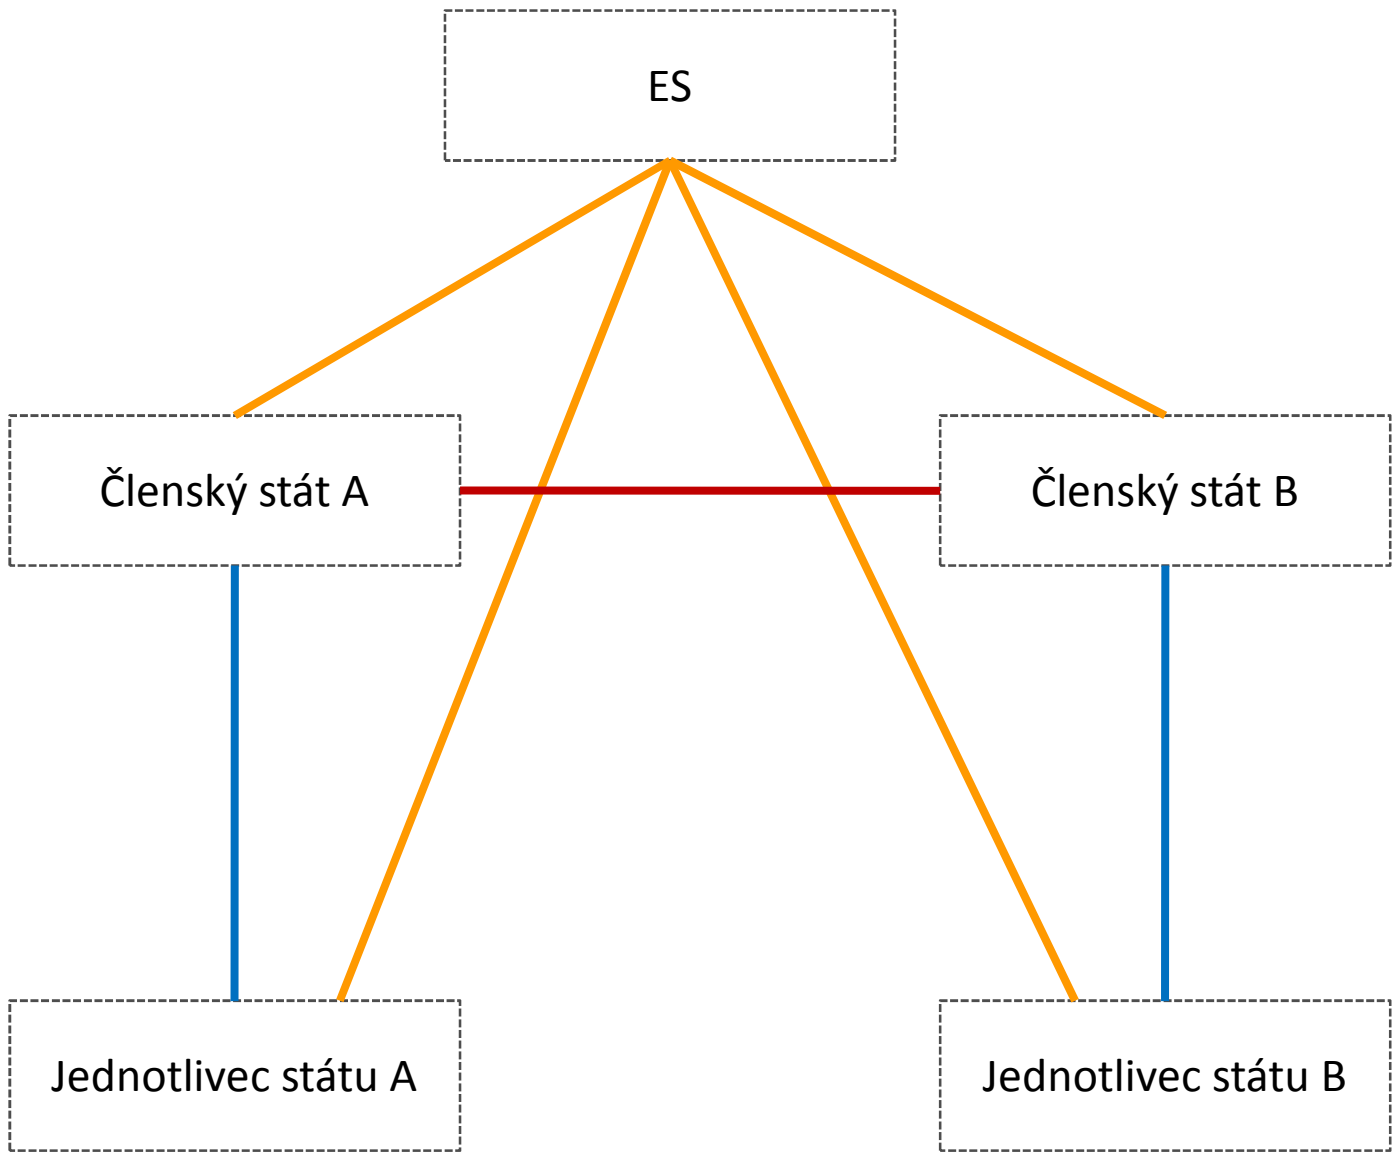 ES
Členský stát A
Členský stát B
Jednotlivec státu A
Jednotlivec státu B